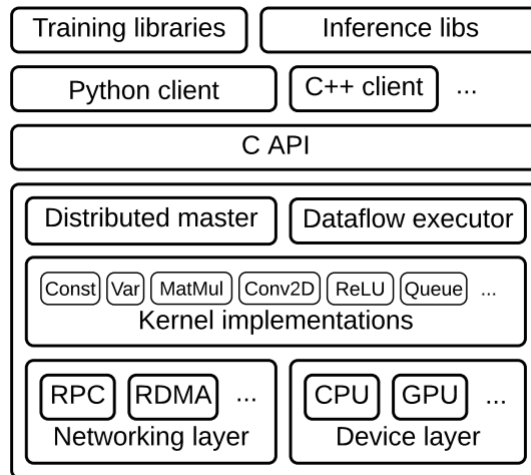 Training libraries Inference libs
Python client C++ client ...
C API
Distributed master Dataflow executor
Const Var MatMul Conv2D ReLU Queue ...
Kernel implementations
RPC RDMA ... CPU GPU ...
Networking layer Device layer